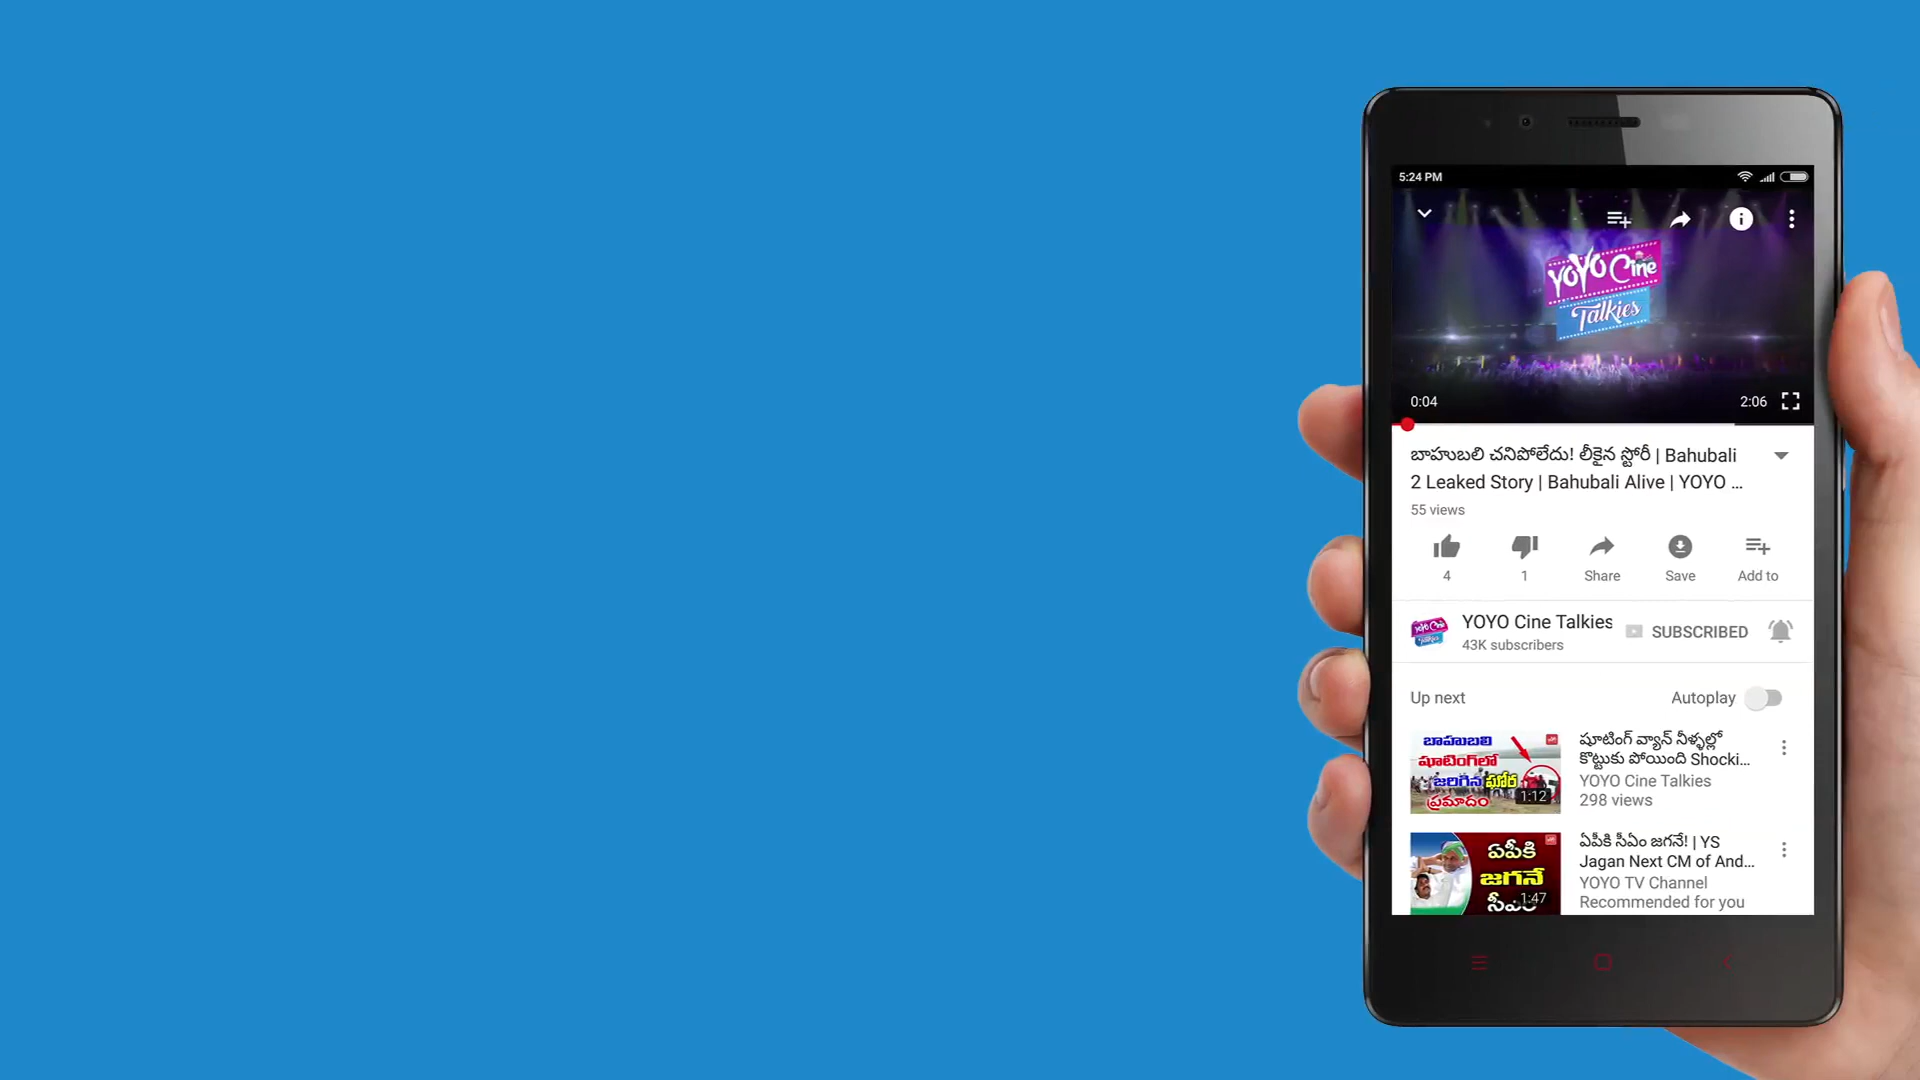 5:24 PM
YOYO Cine
Talkies
0:04
2:06
బాహుబలి చనిపోలేదు! లీకైన స్టోరీ | Bahubali
2 Leaked Story | Bahubali Alive | YOYO ...
55 views
4
1
Share
Save
Add to
YOYO Cine Talkies
43K subscribers
SUBSCRIBED
Up next
Autoplay
బాహుబలి
షూటింగ్‌లో
జరిగిన ఘోర
ప్రమాదం
1:12
షూటింగ్ వ్యాన్ నీళ్ళల్లో
కొట్టుకు పోయింది Shocki...
YOYO Cine Talkies
298 views
ఏపీకి
జగనే
సీఎం
1:47
ఏపీకి సీఎం జగనే! | YS
Jagan Next CM of And...
YOYO TV Channel
Recommended for you